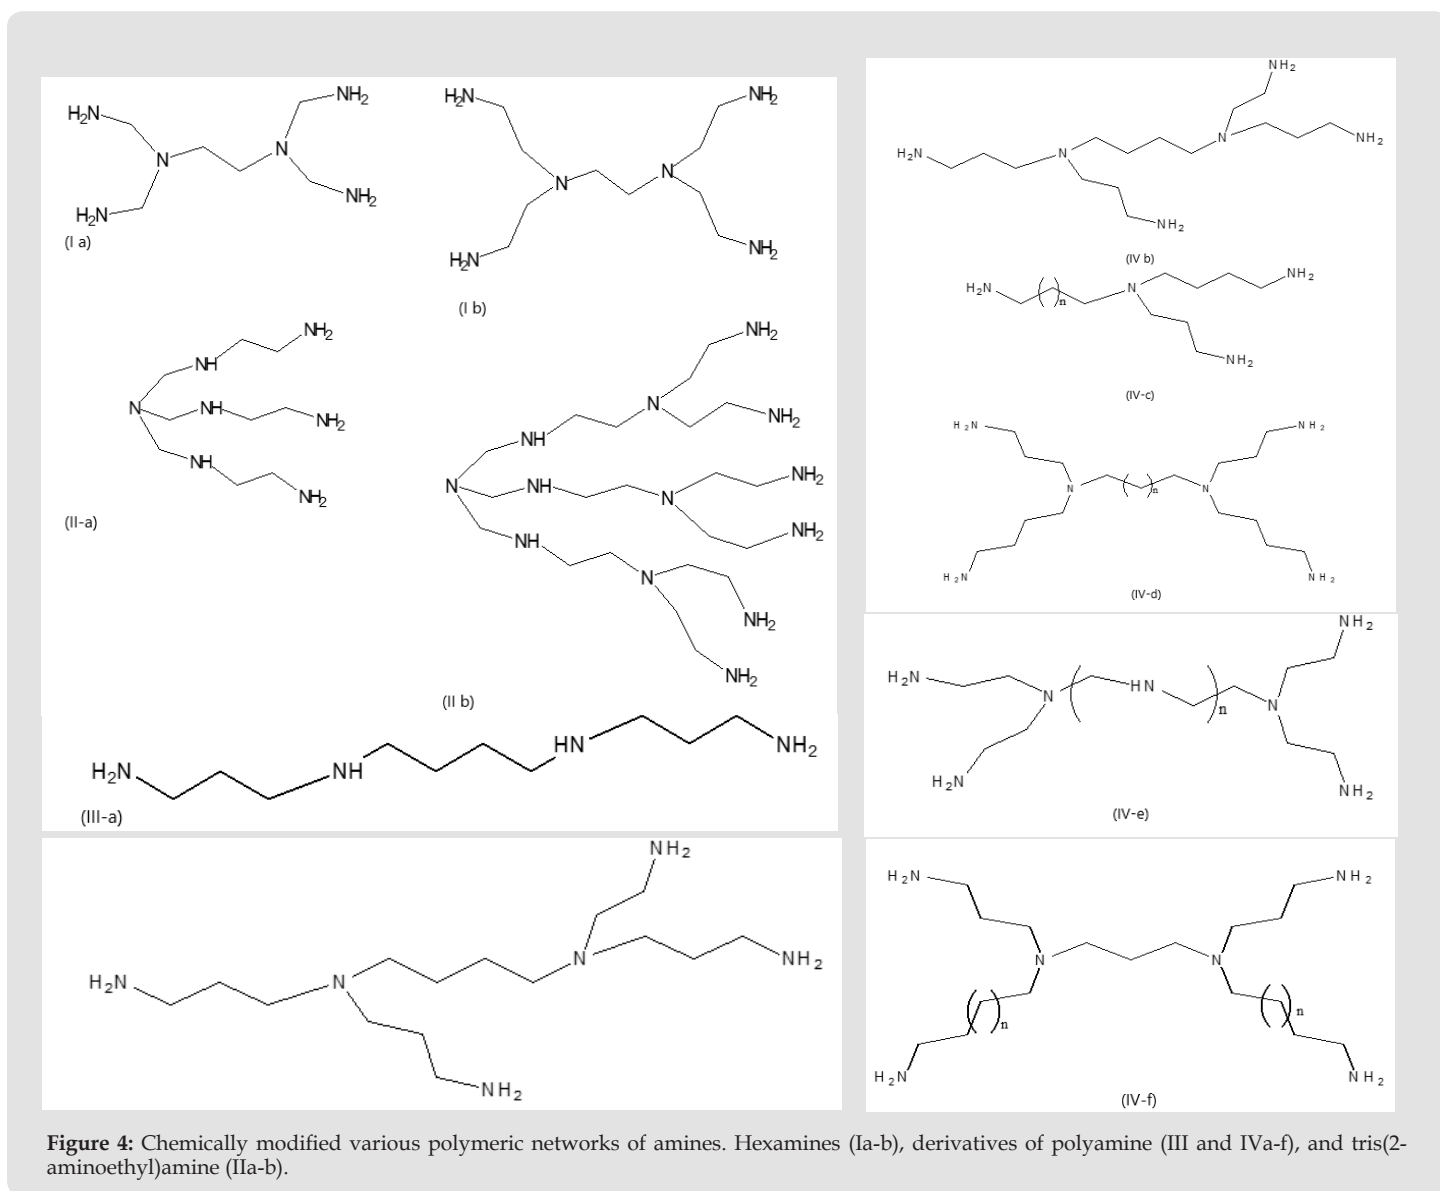 H₂N
NH₂
N
N
H₂N
NH₂
(I a)
H₂N
NH₂
N
N
H₂N
NH₂
(I b)
NH₂
NH
N
NH
NH₂
NH
NH₂
(II-a)
NH₂
N
NH₂
NH
N
NH
N
NH₂
NH₂
NH
N
NH₂
NH₂
(II b)
H₂N
NH
HN
NH₂
(III-a)
NH₂
H₂N
N
N
NH₂
NH₂
NH₂
H₂N
N
N
NH₂
NH₂
(IV b)
H₂N
( )n
N
NH₂
NH₂
(IV-c)
H₂N
NH₂
N
( )n
N
H₂N
NH₂
(IV-d)
NH₂
H₂N
N
( HN )n
N
H₂N
NH₂
(IV-e)
H₂N
NH₂
N
N
( )n
( )n
H₂N
NH₂
(IV-f)
Figure 4: Chemically modified various polymeric networks of amines. Hexamines (Ia-b), derivatives of polyamine (III and IVa-f), and tris(2-
aminoethyl)amine (IIa-b).